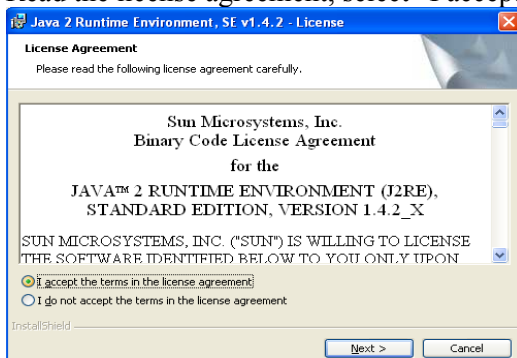 Read the license agreement, select "I accept
Java 2 Runtime Environment, SE v1.4.2 - License
License Agreement
Please read the following license agreement carefully.
Sun Microsystems, Inc.
Binary Code License Agreement
for the
JAVA™ 2 RUNTIME ENVIRONMENT (J2RE),
STANDARD EDITION, VERSION 1.4.2_X
SUN MICROSYSTEMS, INC. ("SUN") IS WILLING TO LICENSE
THE SOFTWARE IDENTIFIED BELOW TO YOU ONLY UPON
I accept the terms in the license agreement
I do not accept the terms in the license agreement
InstallShield
Next >
Cancel